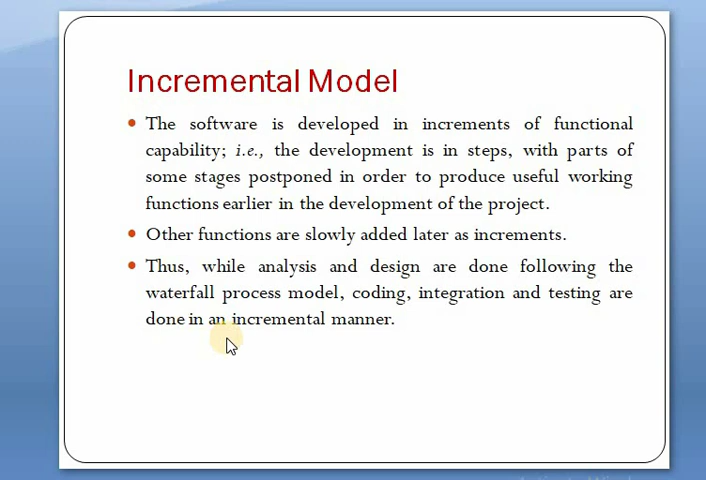 Incremental Model
• The software is developed in increments of functional
capability; i.e., the development is in steps, with parts of
some stages postponed in order to produce useful working
functions earlier in the development of the project.
• Other functions are slowly added later as increments.
• Thus, while analysis and design are done following the
waterfall process model, coding, integration and testing are
done in an incremental manner.